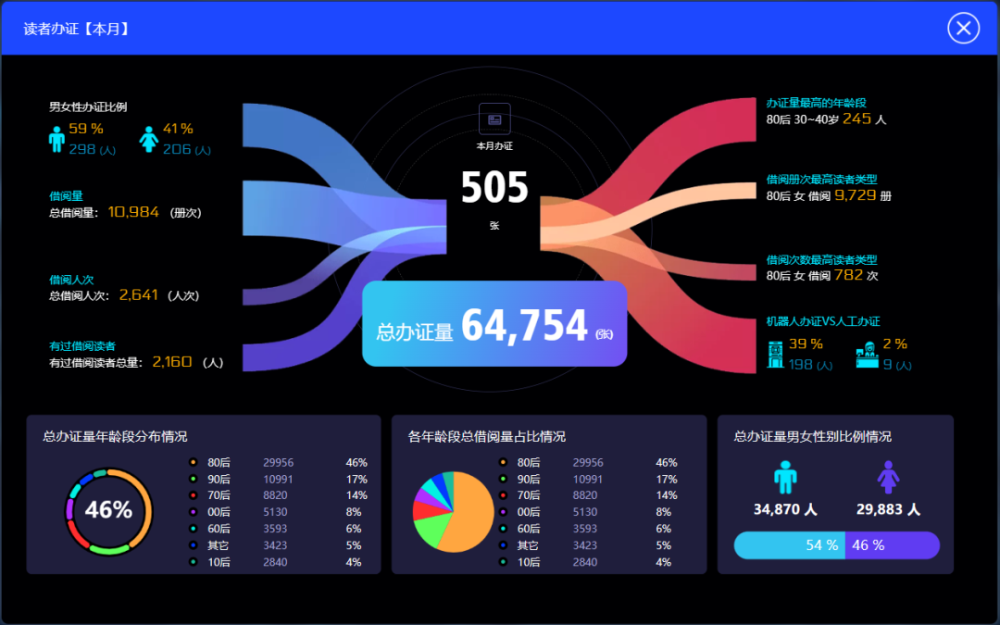 读者办证【本月】
男女性办证比例
59 %
298 (人)
41 %
206 (人)
借阅量
总借阅量： 10,984 (册次)
借阅人次
总借阅人次： 2,641 (人次)
有过借阅读者
有过借阅读者总量： 2,160 (人)
本月办证
505
张
总办证量 64,754 (张)
办证量最高的年龄段
80后 30~40岁 245 人
借阅册次最高读者类型
80后 女 借阅 9,729 册
借阅次数最高读者类型
80后 女 借阅 782 次
机器人办证VS人工办证
39 %
198 (人)
2 %
9 (人)
总办证量年龄段分布情况
46%
80后 29956 46%
90后 10991 17%
70后 8820 14%
00后 5130 8%
60后 3593 6%
其它 3423 5%
10后 2840 4%
各年龄段总借阅量占比情况
80后 29956 46%
90后 10991 17%
70后 8820 14%
00后 5130 8%
60后 3593 6%
其它 3423 5%
10后 2840 4%
总办证量男女性别比例情况
34,870 人
29,883 人
54 % 46 %